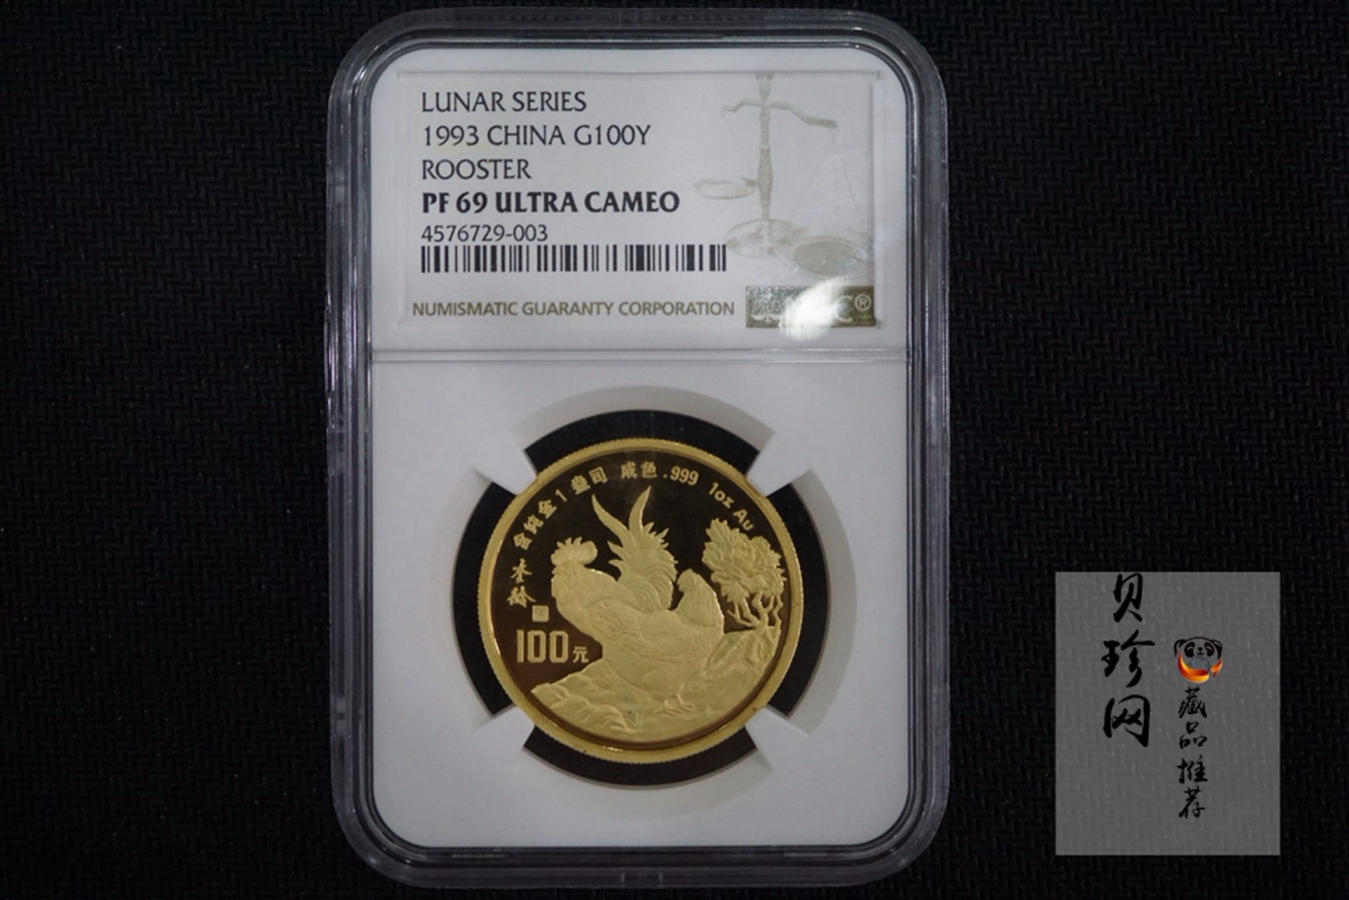 LUNAR SERIES
1993 CHINA G100Y
ROOSTER
PF 69 ULTRA CAMEO
4576729-003
NUMISMATIC GUARANTY CORPORATION
含纯金1盎司 成色.999 1oz Au
100元
贝珍网
藏品推荐